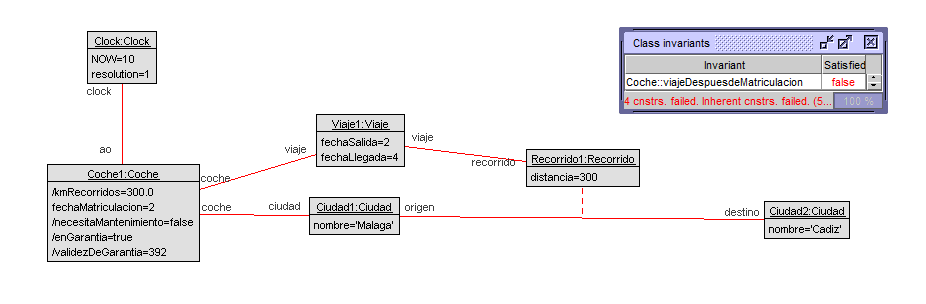 Clock:Clock
NOW=10
resolution=1
clock
ao
Coche1:Coche
/kmRecorridos=300.0
fechaMatriculacion=2
/necesitaMantenimiento=false
/enGarantia=true
/validezDeGarantia=392
coche
viaje
Viaje1:Viaje
fechaSalida=2
fechaLlegada=4
viaje
recorrido
Recorrido1:Recorrido
distancia=300
coche
ciudad
Ciudad1:Ciudad
nombre='Malaga'
origen
destino
Ciudad2:Ciudad
nombre='Cadiz'
Class invariants
Invariant Satisfied
Coche::viajeDespuesdeMatriculacion false
4 cnstrs. failed. Inherent cnstrs. failed. (5... 100 %